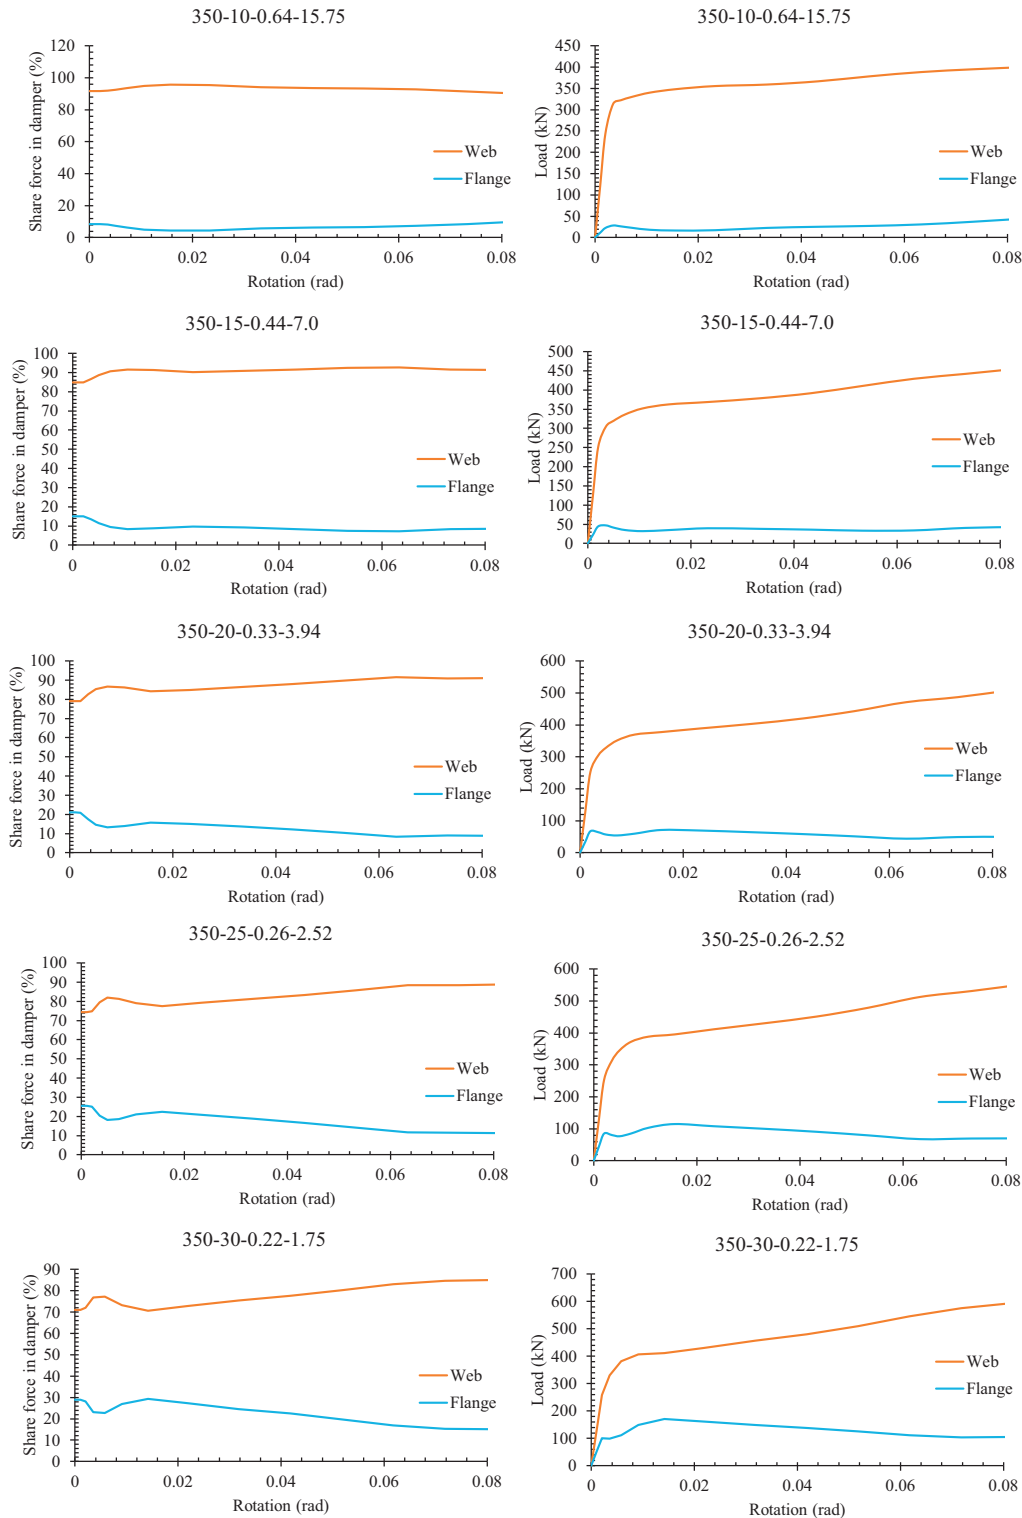 350-10-0.64-15.75
Share force in damper (%)
120
100
80
60
40
20
0
0 0.02 0.04 0.06 0.08
Rotation (rad)
Web
Flange
350-10-0.64-15.75
Load (kN)
450
400
350
300
250
200
150
100
50
0
0 0.02 0.04 0.06 0.08
Rotation (rad)
Web
Flange
350-15-0.44-7.0
Share force in damper (%)
100
90
80
70
60
50
40
30
20
10
0
0 0.02 0.04 0.06 0.08
Rotation (rad)
Web
Flange
350-15-0.44-7.0
Load (kN)
500
450
400
350
300
250
200
150
100
50
0
0 0.02 0.04 0.06 0.08
Rotation (rad)
Web
Flange
350-20-0.33-3.94
Share force in damper (%)
100
90
80
70
60
50
40
30
20
10
0
0 0.02 0.04 0.06 0.08
Rotation (rad)
Web
Flange
350-20-0.33-3.94
Load (kN)
600
500
400
300
200
100
0
0 0.02 0.04 0.06 0.08
Rotation (rad)
Web
Flange
350-25-0.26-2.52
Share force in damper (%)
100
90
80
70
60
50
40
30
20
10
0
0 0.02 0.04 0.06 0.08
Rotation (rad)
Web
Flange
350-25-0.26-2.52
Load (kN)
600
500
400
300
200
100
0
0 0.02 0.04 0.06 0.08
Rotation (rad)
Web
Flange
350-30-0.22-1.75
Share force in damper (%)
90
80
70
60
50
40
30
20
10
0
0 0.02 0.04 0.06 0.08
Rotation (rad)
Web
Flange
350-30-0.22-1.75
Load (kN)
700
600
500
400
300
200
100
0
0 0.02 0.04 0.06 0.08
Rotation (rad)
Web
Flange